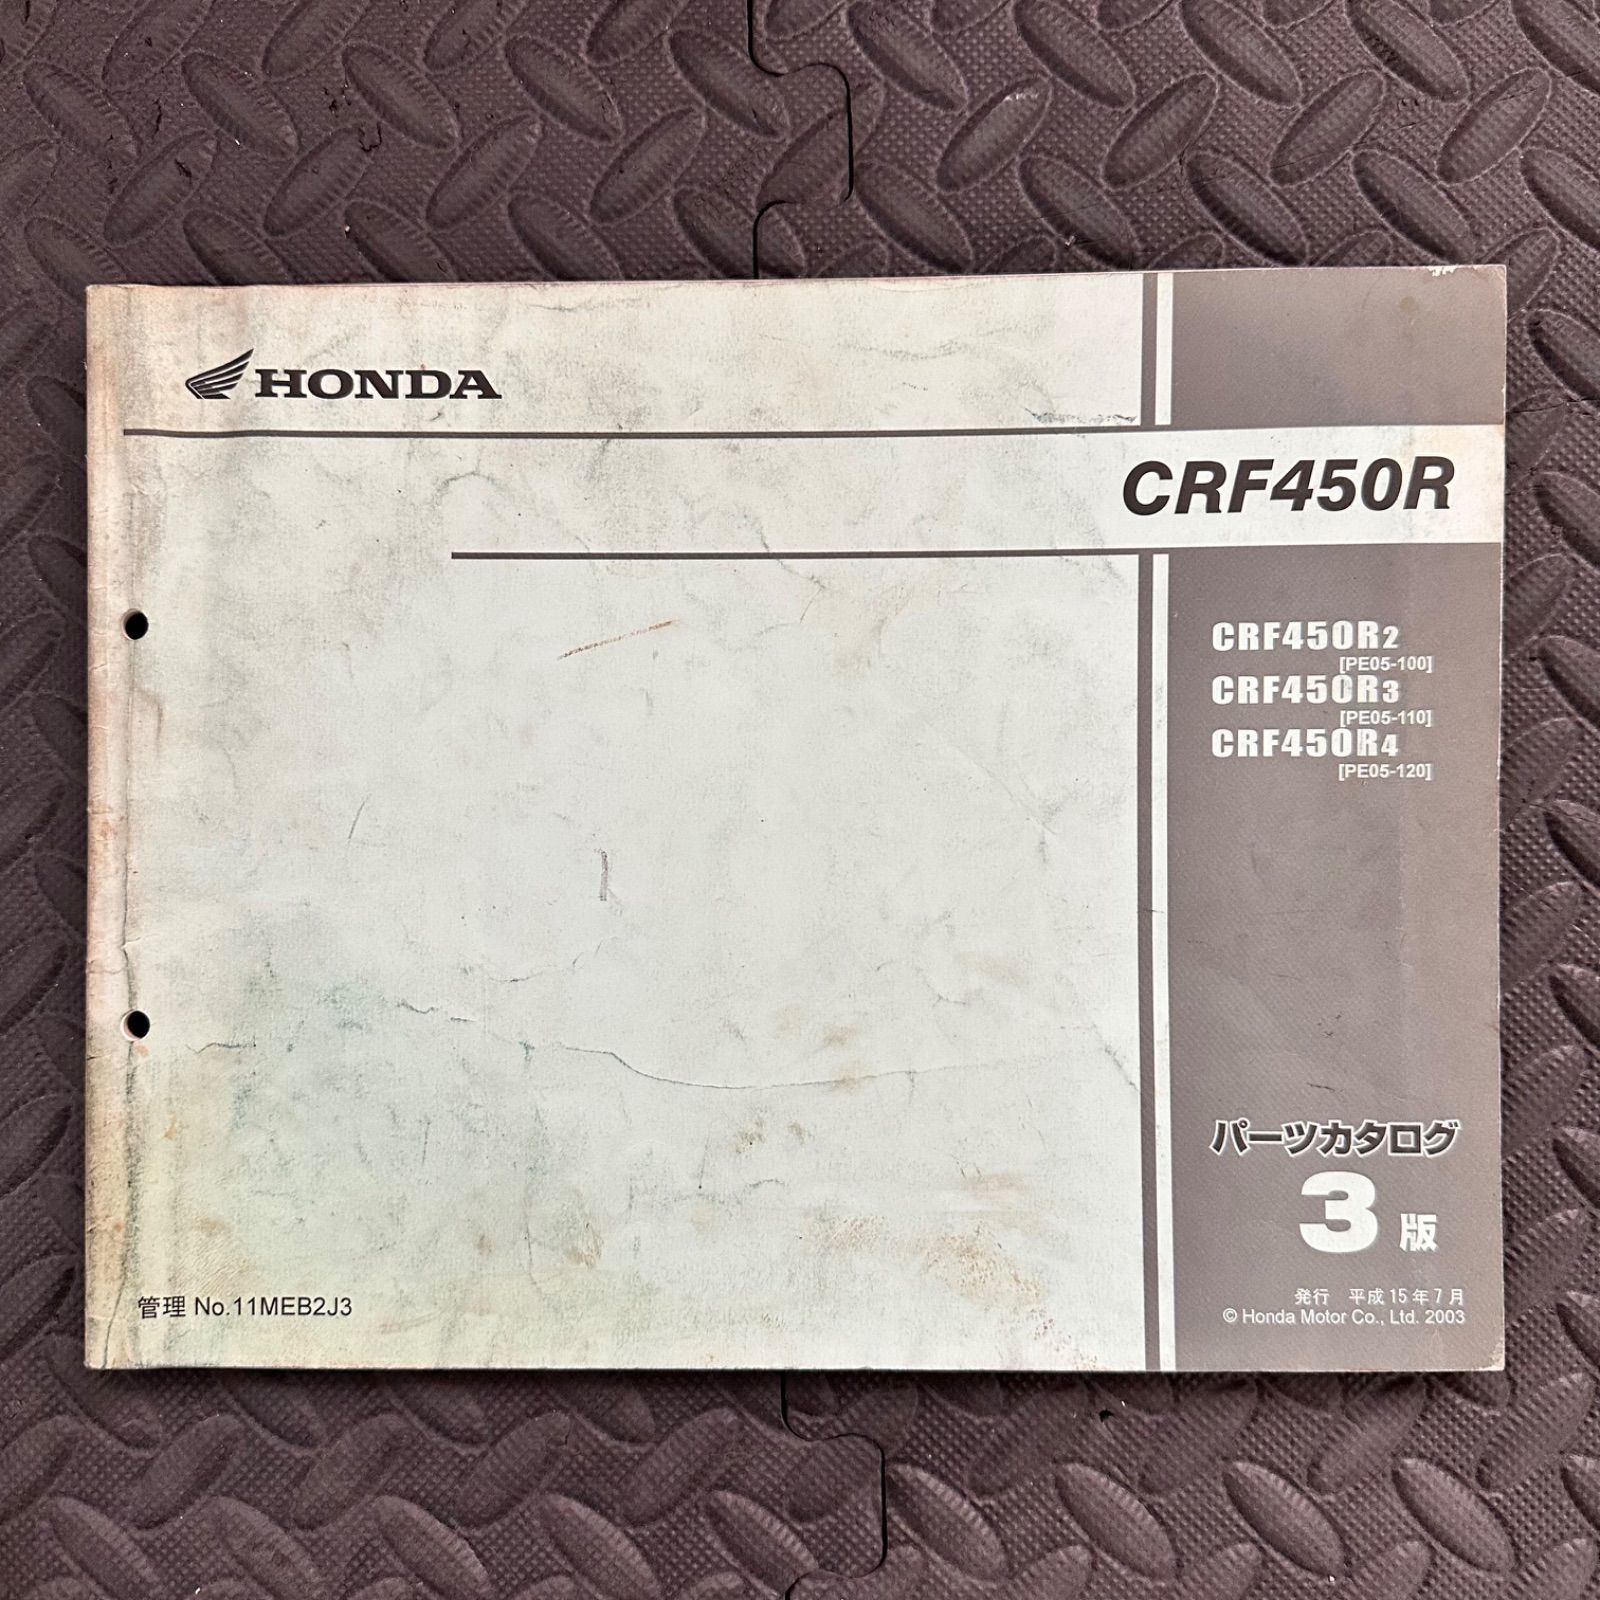 HONDA
CRF450R
CRF450R2
[PE05-100]
CRF450R3
[PE05-110]
CRF450R4
[PE05-120]
パーツカタログ
3版
管理 No.11MEB2J3
発行 平成15年7月
© Honda Motor Co., Ltd. 2003